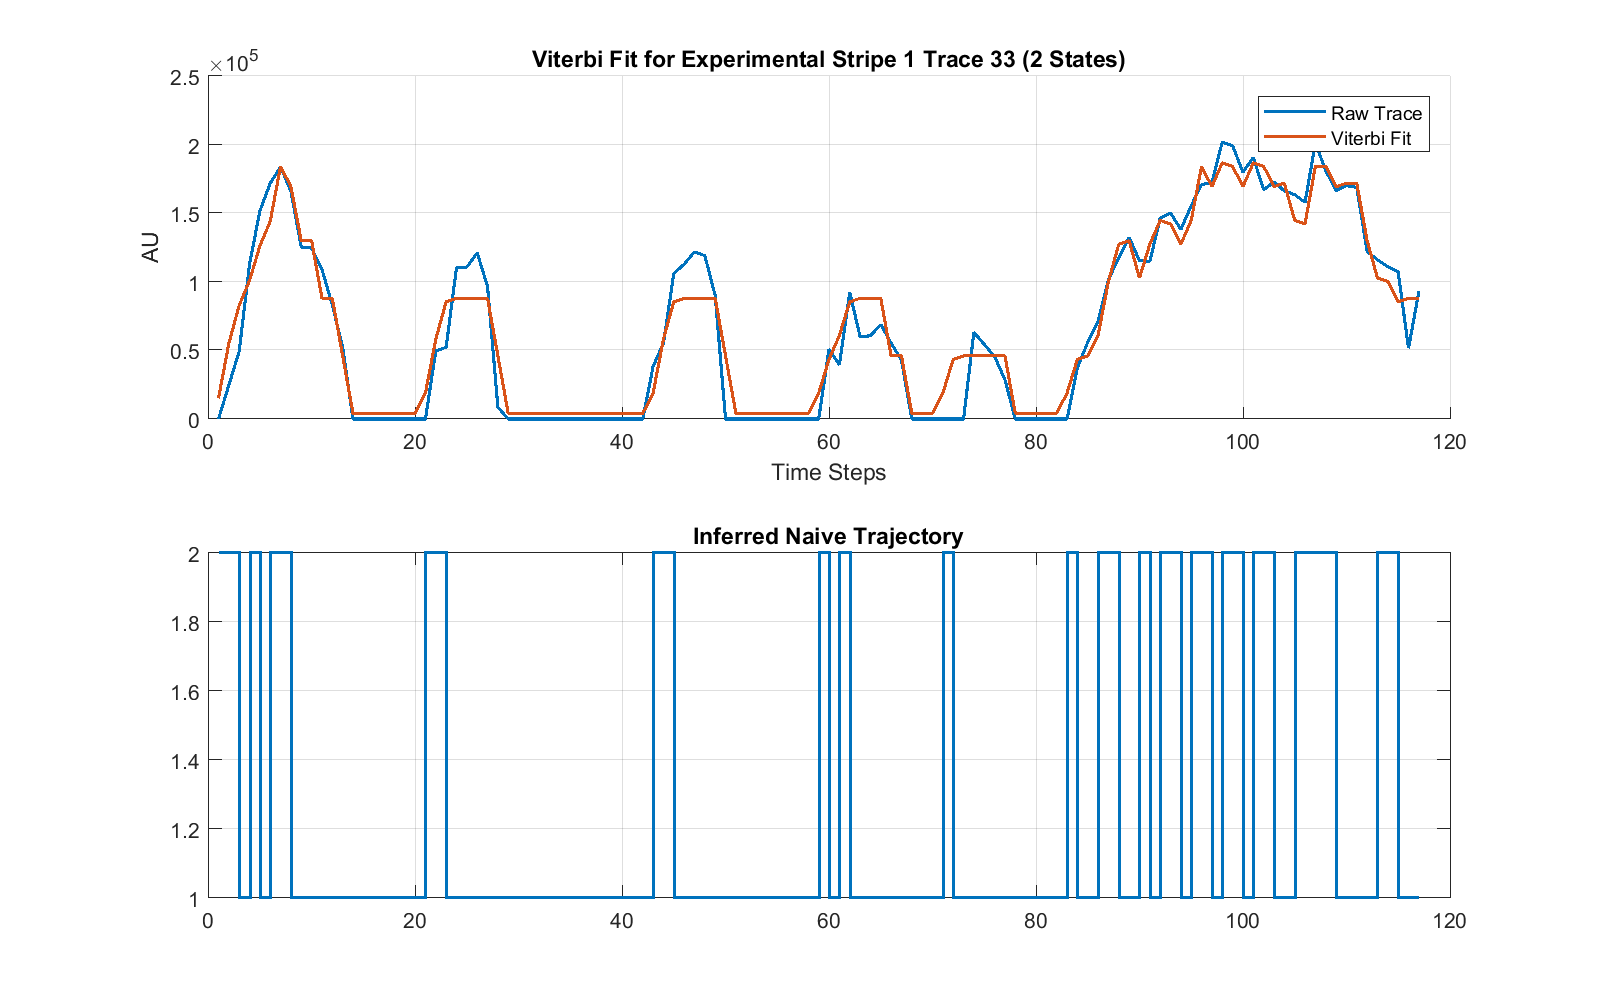 Viterbi Fit for Experimental Stripe 1 Trace 33 (2 States)
×10^5
2.5
2
1.5
1
0.5
0
AU
Raw Trace
Viterbi Fit
0 20 40 60 80 100 120
Time Steps
Inferred Naive Trajectory
2
1.8
1.6
1.4
1.2
1
0 20 40 60 80 100 120